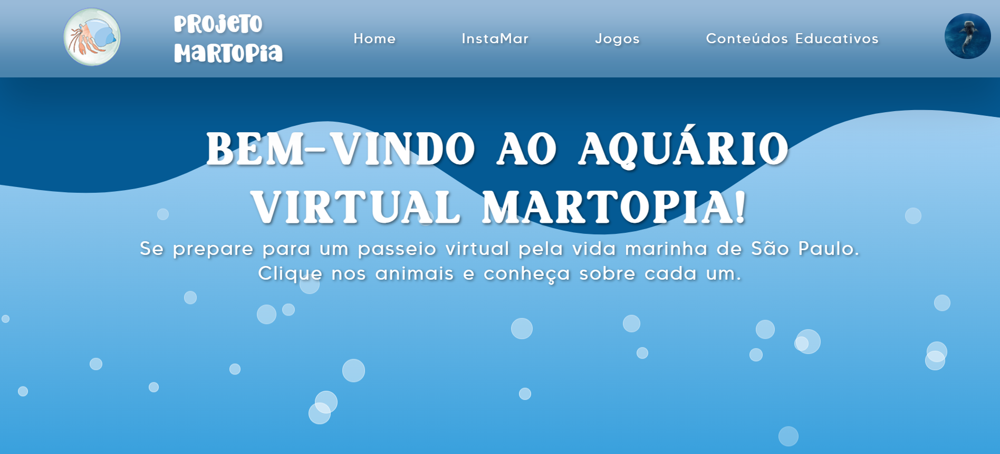 PROJETO
MARTOPIA
Home
InstaMar
Jogos
Conteúdos Educativos
BEM-VINDO AO AQUÁRIO
VIRTUAL MARTOPIA!
Se prepare para um passeio virtual pela vida marinha de São Paulo.
Clique nos animais e conheça sobre cada um.